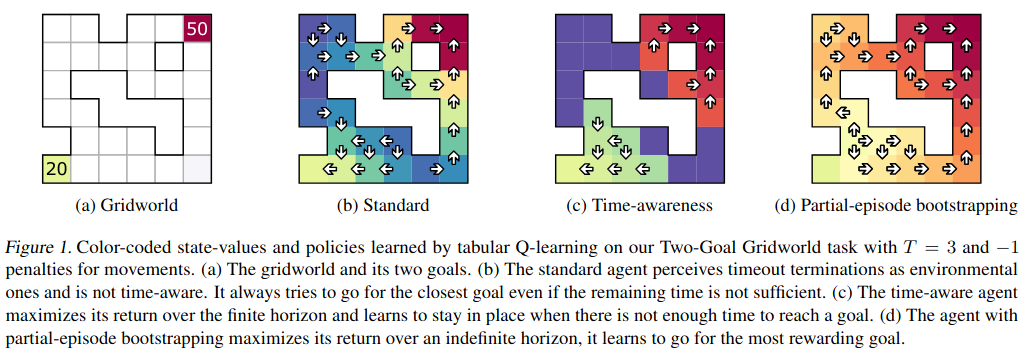 50
20
(a) Gridworld
(b) Standard
(c) Time-awareness
(d) Partial-episode bootstrapping
Figure 1. Color-coded state-values and policies learned by tabular Q-learning on our Two-Goal Gridworld task with T = 3 and −1
penalties for movements. (a) The gridworld and its two goals. (b) The standard agent perceives timeout terminations as environmental
ones and is not time-aware. It always tries to go for the closest goal even if the remaining time is not sufficient. (c) The time-aware agent
maximizes its return over the finite horizon and learns to stay in place when there is not enough time to reach a goal. (d) The agent with
partial-episode bootstrapping maximizes its return over an indefinite horizon, it learns to go for the most rewarding goal.